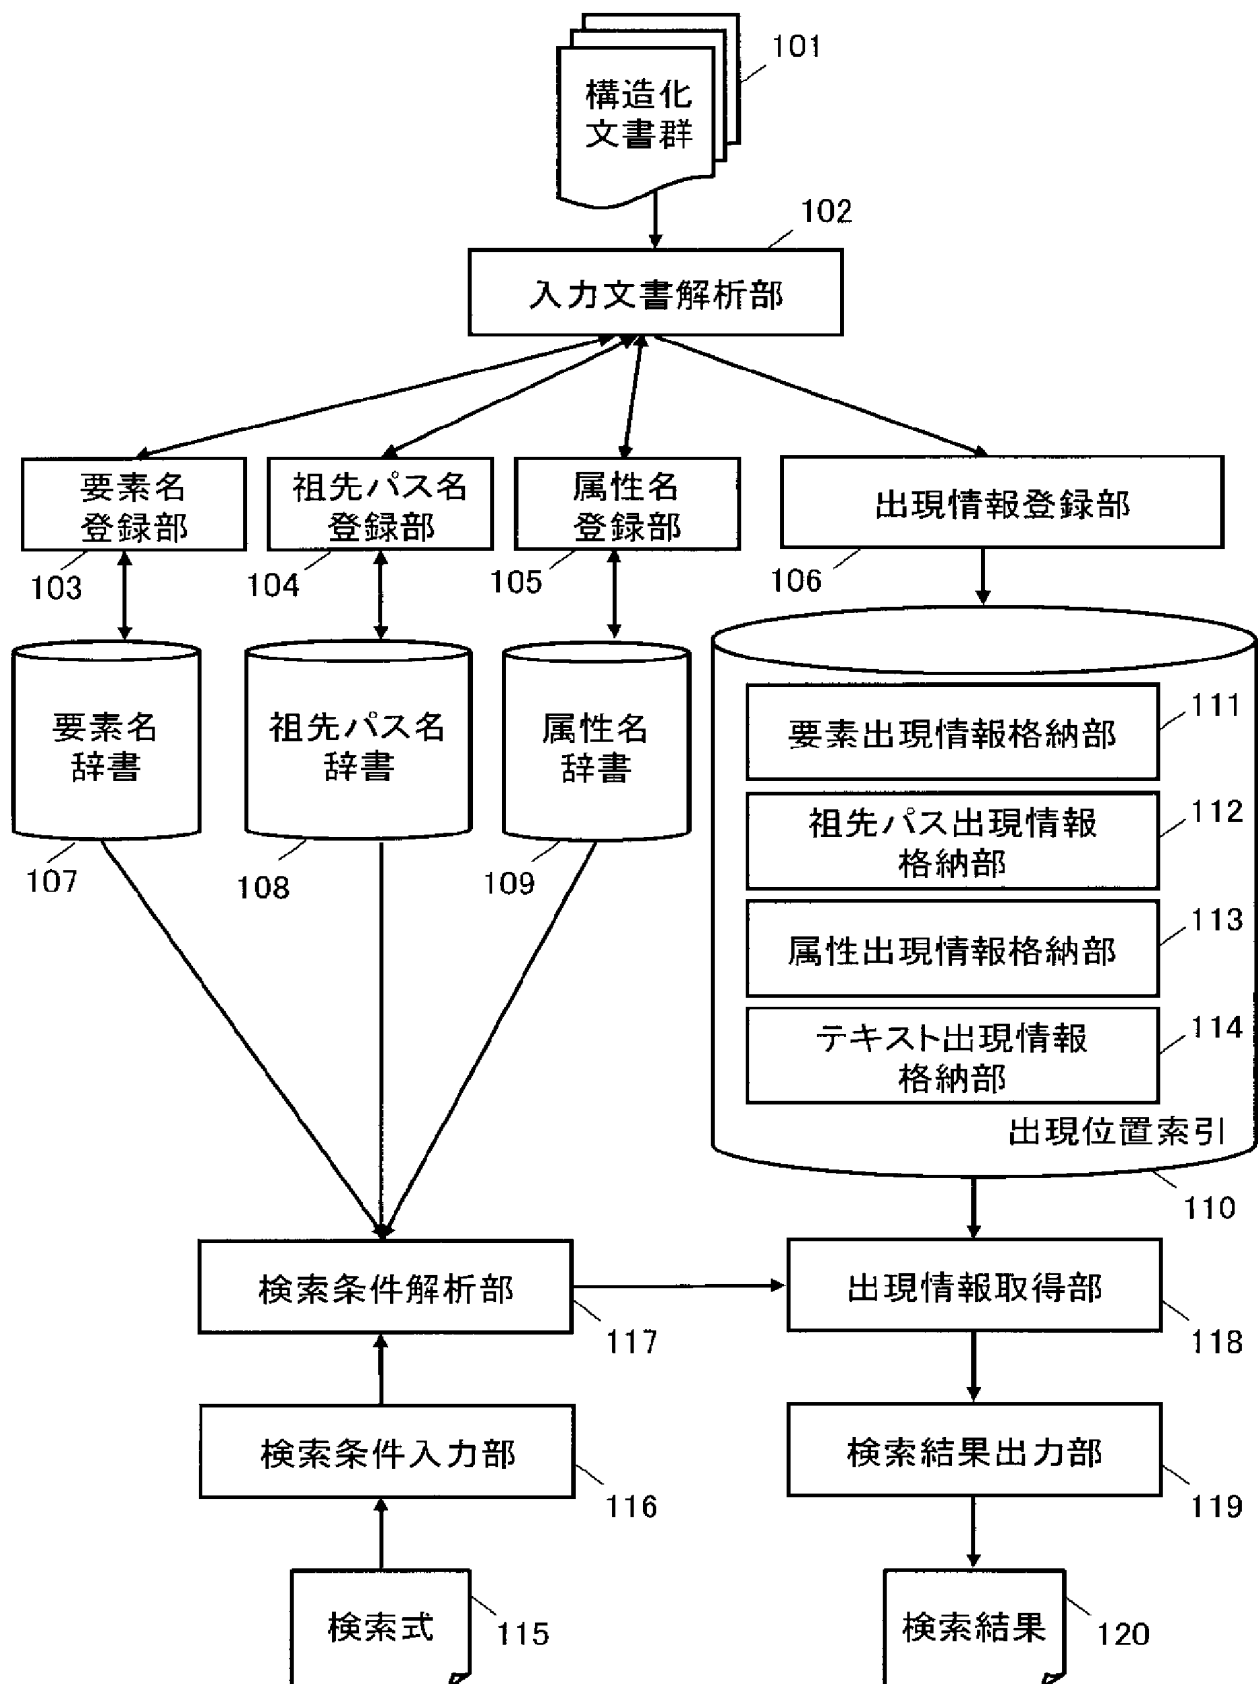 101
構造化
文書群
102
入力文書解析部
要素名
登録部
103
祖先パス名
登録部
104
属性名
登録部
105
出現情報登録部
106
要素名
辞書
107
祖先パス名
辞書
108
属性名
辞書
109
要素出現情報格納部
111
祖先パス出現情報
格納部
112
属性出現情報格納部
113
テキスト出現情報
格納部
114
出現位置索引
110
検索条件解析部
117
出現情報取得部
118
検索条件入力部
116
検索結果出力部
119
検索式
115
検索結果
120